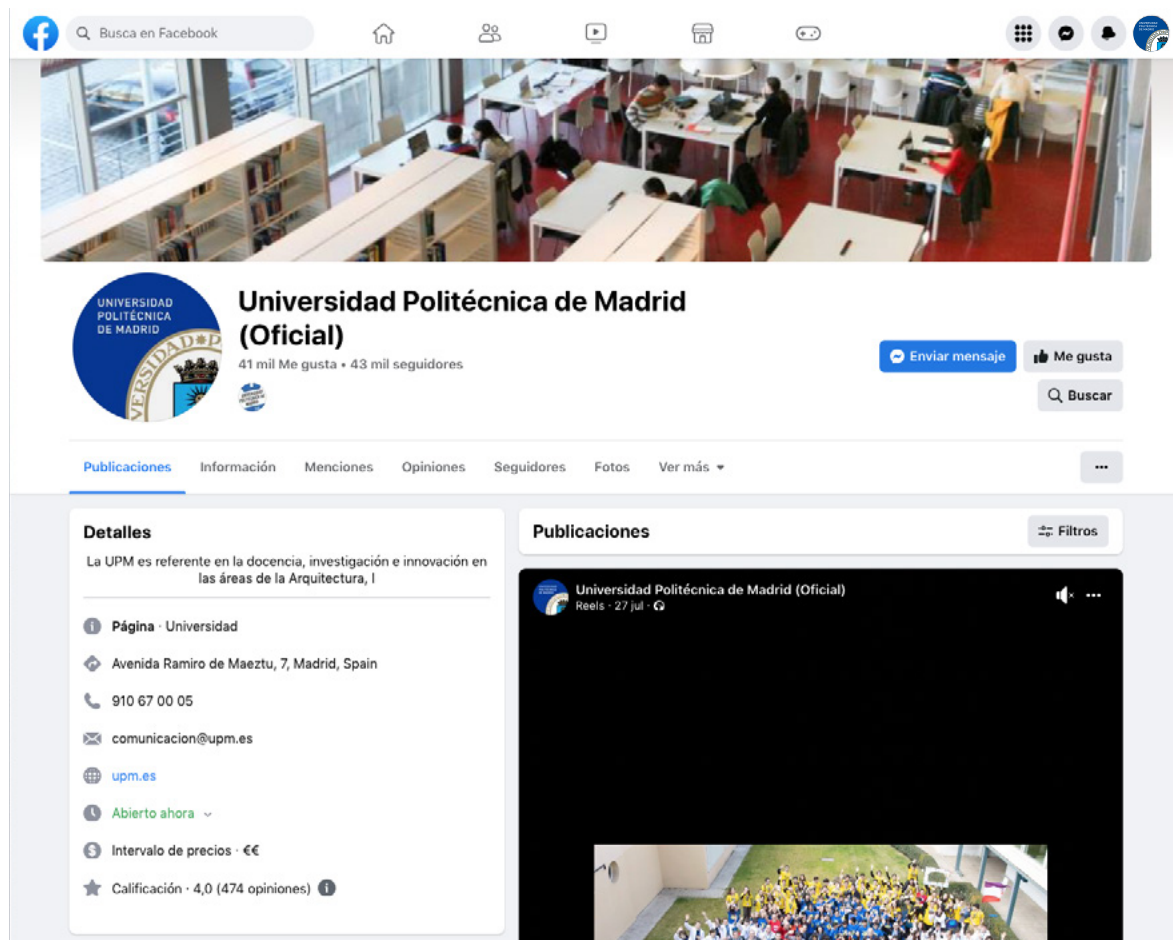 Busca en Facebook
UNIVERSIDAD
POLITÉCNICA
DE MADRID
Universidad Politécnica de Madrid
(Oficial)
41 mil Me gusta • 43 mil seguidores
Enviar mensaje
Me gusta
Buscar
Publicaciones
Información
Menciones
Opiniones
Seguidores
Fotos
Ver más
Detalles
La UPM es referente en la docencia, investigación e innovación en
las áreas de la Arquitectura, I
Página · Universidad
Avenida Ramiro de Maeztu, 7, Madrid, Spain
910 67 00 05
comunicacion@upm.es
upm.es
Abierto ahora
Intervalo de precios · €€
Calificación · 4,0 (474 opiniones)
Publicaciones
Filtros
Universidad Politécnica de Madrid (Oficial)
Reels · 27 jul ·